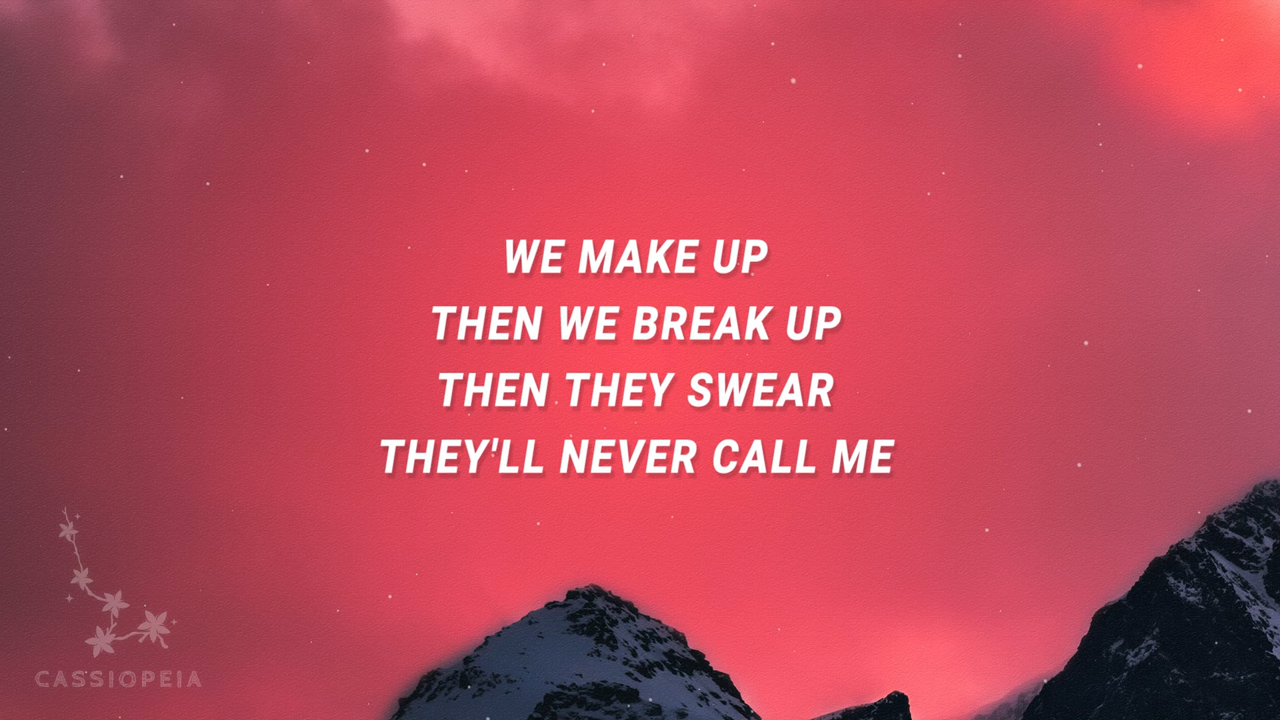 WE MAKE UP
THEN WE BREAK UP
THEN THEY SWEAR
THEY'LL NEVER CALL ME
CASSIOPEIA